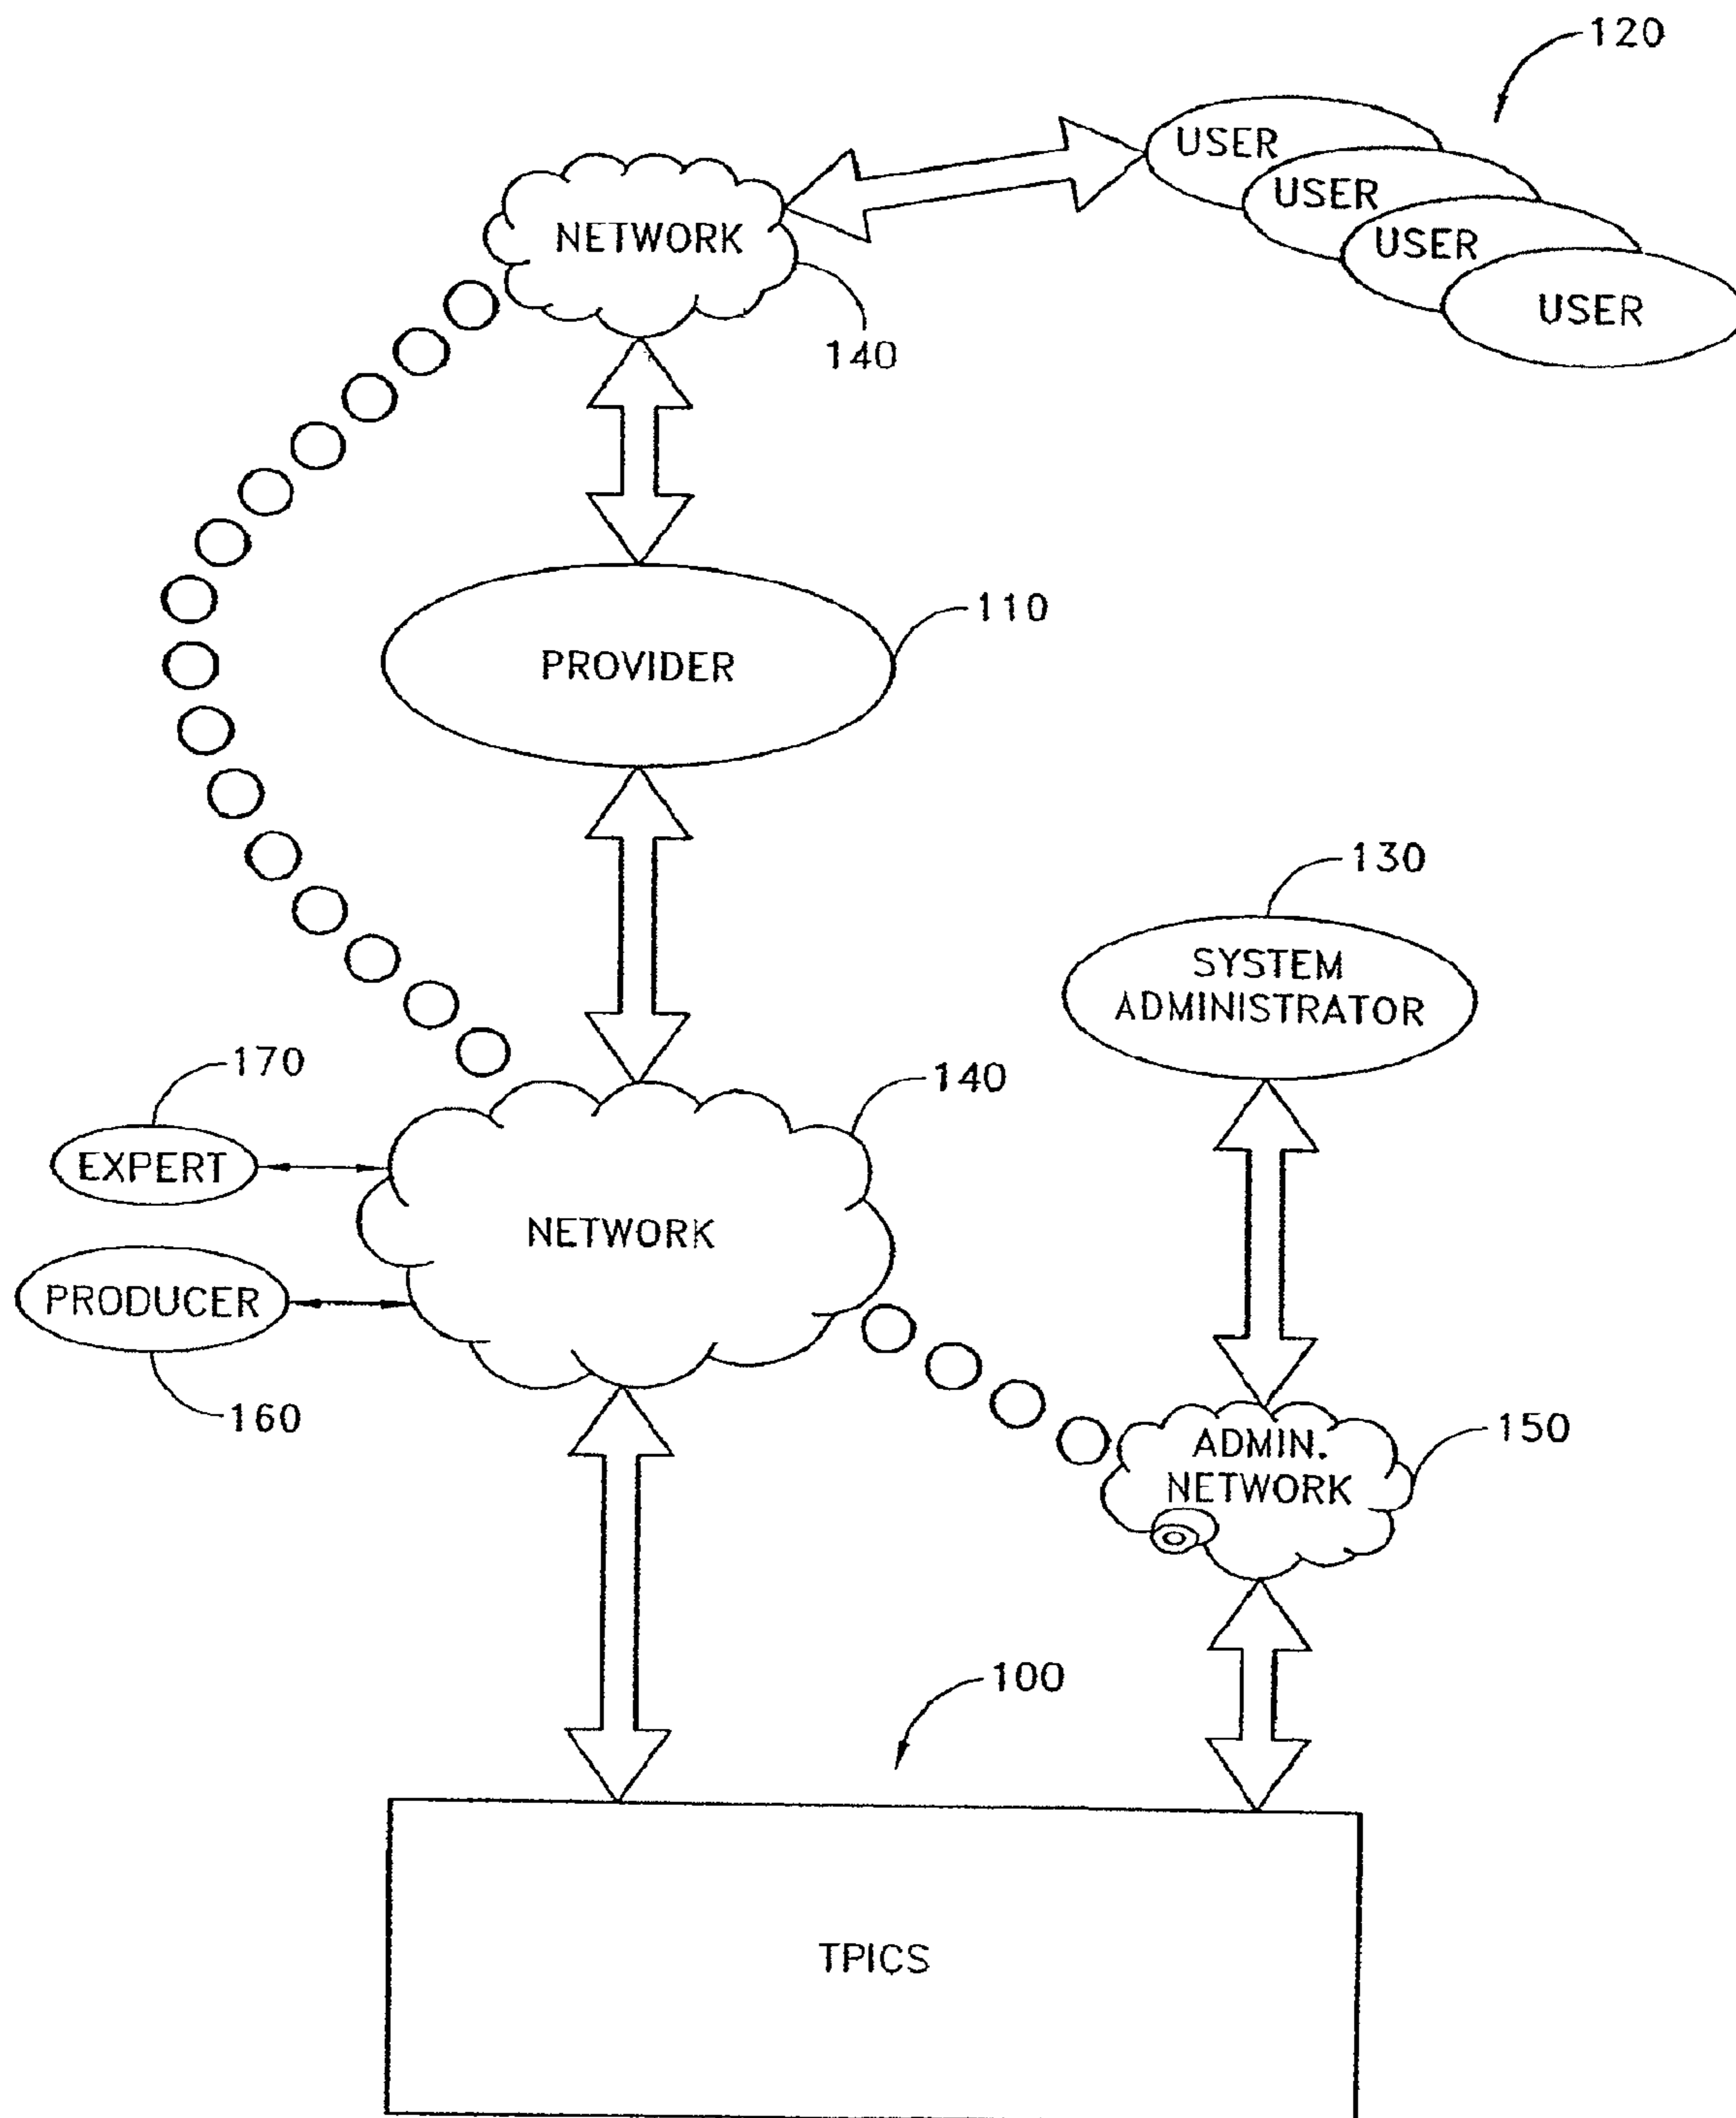 120
USER
USER
USER
USER
NETWORK
140
110
PROVIDER
130
SYSTEM
ADMINISTRATOR
170
140
EXPERT
NETWORK
PRODUCER
160
150
ADMIN.
NETWORK
100
TPICS